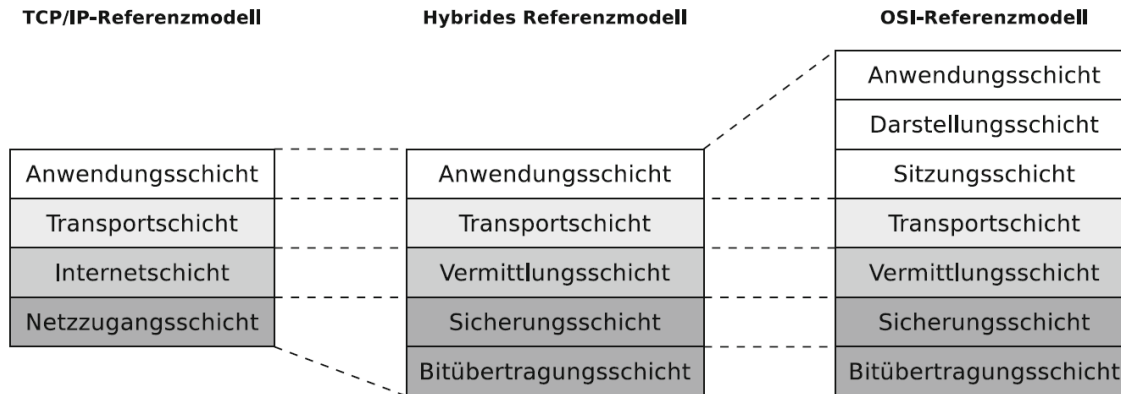 TCP/IP-Referenzmodell
Hybrides Referenzmodell
OSI-Referenzmodell
Anwendungsschicht
Darstellungsschicht
Anwendungsschicht
Anwendungsschicht
Sitzungsschicht
Transportschicht
Transportschicht
Transportschicht
Internetschicht
Vermittlungsschicht
Vermittlungsschicht
Netzzugangsschicht
Sicherungsschicht
Sicherungsschicht
Bitübertragungsschicht
Bitübertragungsschicht